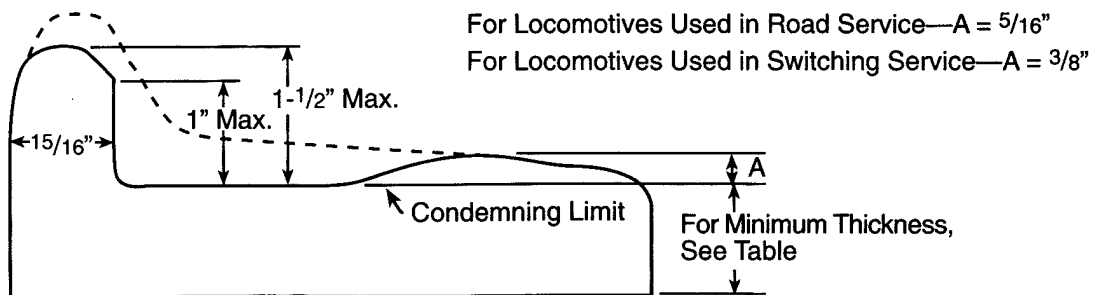 For Locomotives Used in Road Service—A = 5/16”
For Locomotives Used in Switching Service—A = 3/8”
1-1/2” Max.
1” Max.
15/16”
A
Condemning Limit
For Minimum Thickness,
See Table